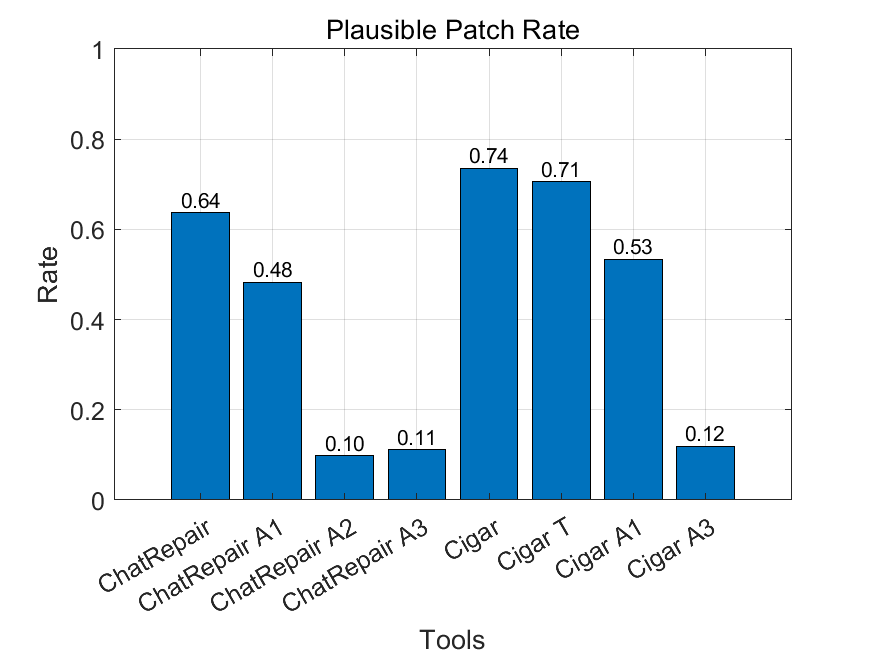 Plausible Patch Rate
1
0.8
0.6
0.4
0.2
0
Rate
0.64
0.48
0.10
0.11
0.74
0.71
0.53
0.12
ChatRepair
ChatRepair A1
ChatRepair A2
ChatRepair A3
Cigar
Cigar T
Cigar A1
Cigar A3
Tools